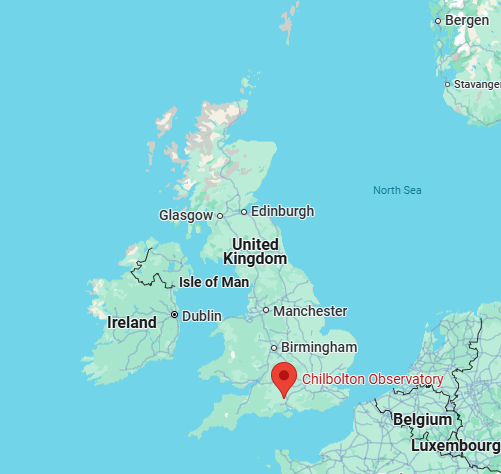 Bergen
Stavanger
North Sea
Glasgow
Edinburgh
United
Kingdom
Isle of Man
Ireland
Dublin
Manchester
Birmingham
Chilbolton Observatory
Belgium
Luxembourg